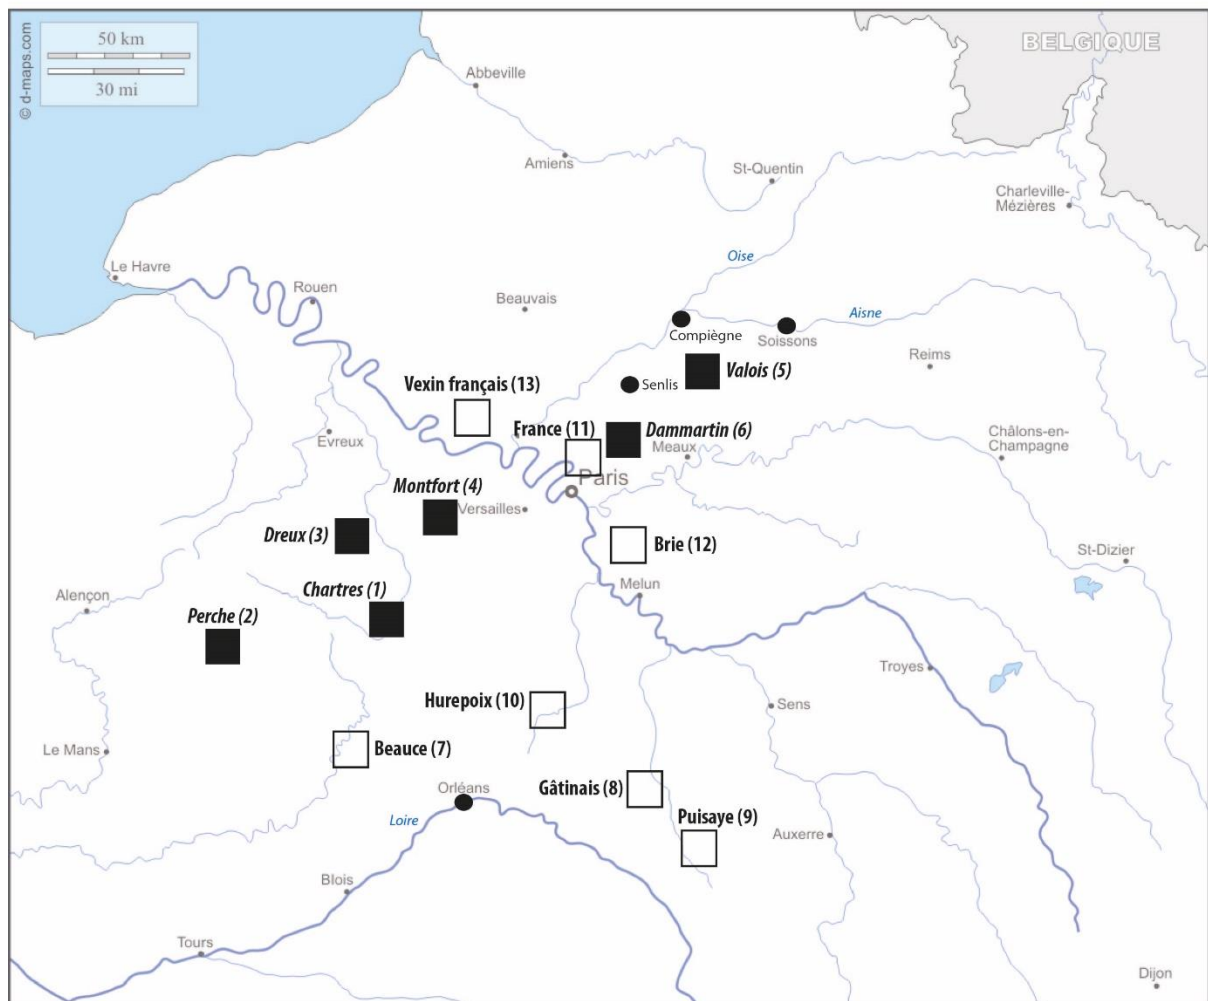 50 km
30 mi
© d-maps.com
BELGIQUE
Abbeville
Amiens
St-Quentin
Charleville-
Mézières
Oise
Le Havre
Rouen
Beauvais
Aisne
Compiègne
Soissons
Reims
Valois (5)
Senlis
Vexin français (13)
France (11)
Dammartin (6)
Meaux
Evreux
Châlons-en-
Champagne
Paris
Montfort (4)
Versailles
Dreux (3)
Brie (12)
St-Dizier
Melun
Alençon
Chartres (1)
Perche (2)
Troyes
Hurepoix (10)
Sens
Le Mans
Beauce (7)
Orléans
Gâtinais (8)
Loire
Puisaye (9)
Auxerre
Blois
Tours
Dijon